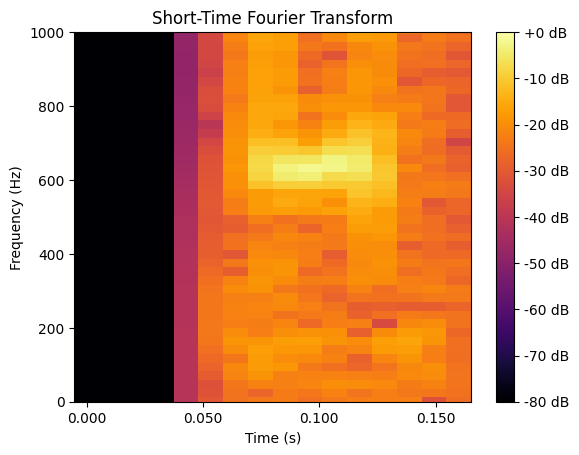 Short-Time Fourier Transform
1000
800
600
400
200
0
Frequency (Hz)
0.000
0.050
0.100
0.150
Time (s)
+0 dB
-10 dB
-20 dB
-30 dB
-40 dB
-50 dB
-60 dB
-70 dB
-80 dB